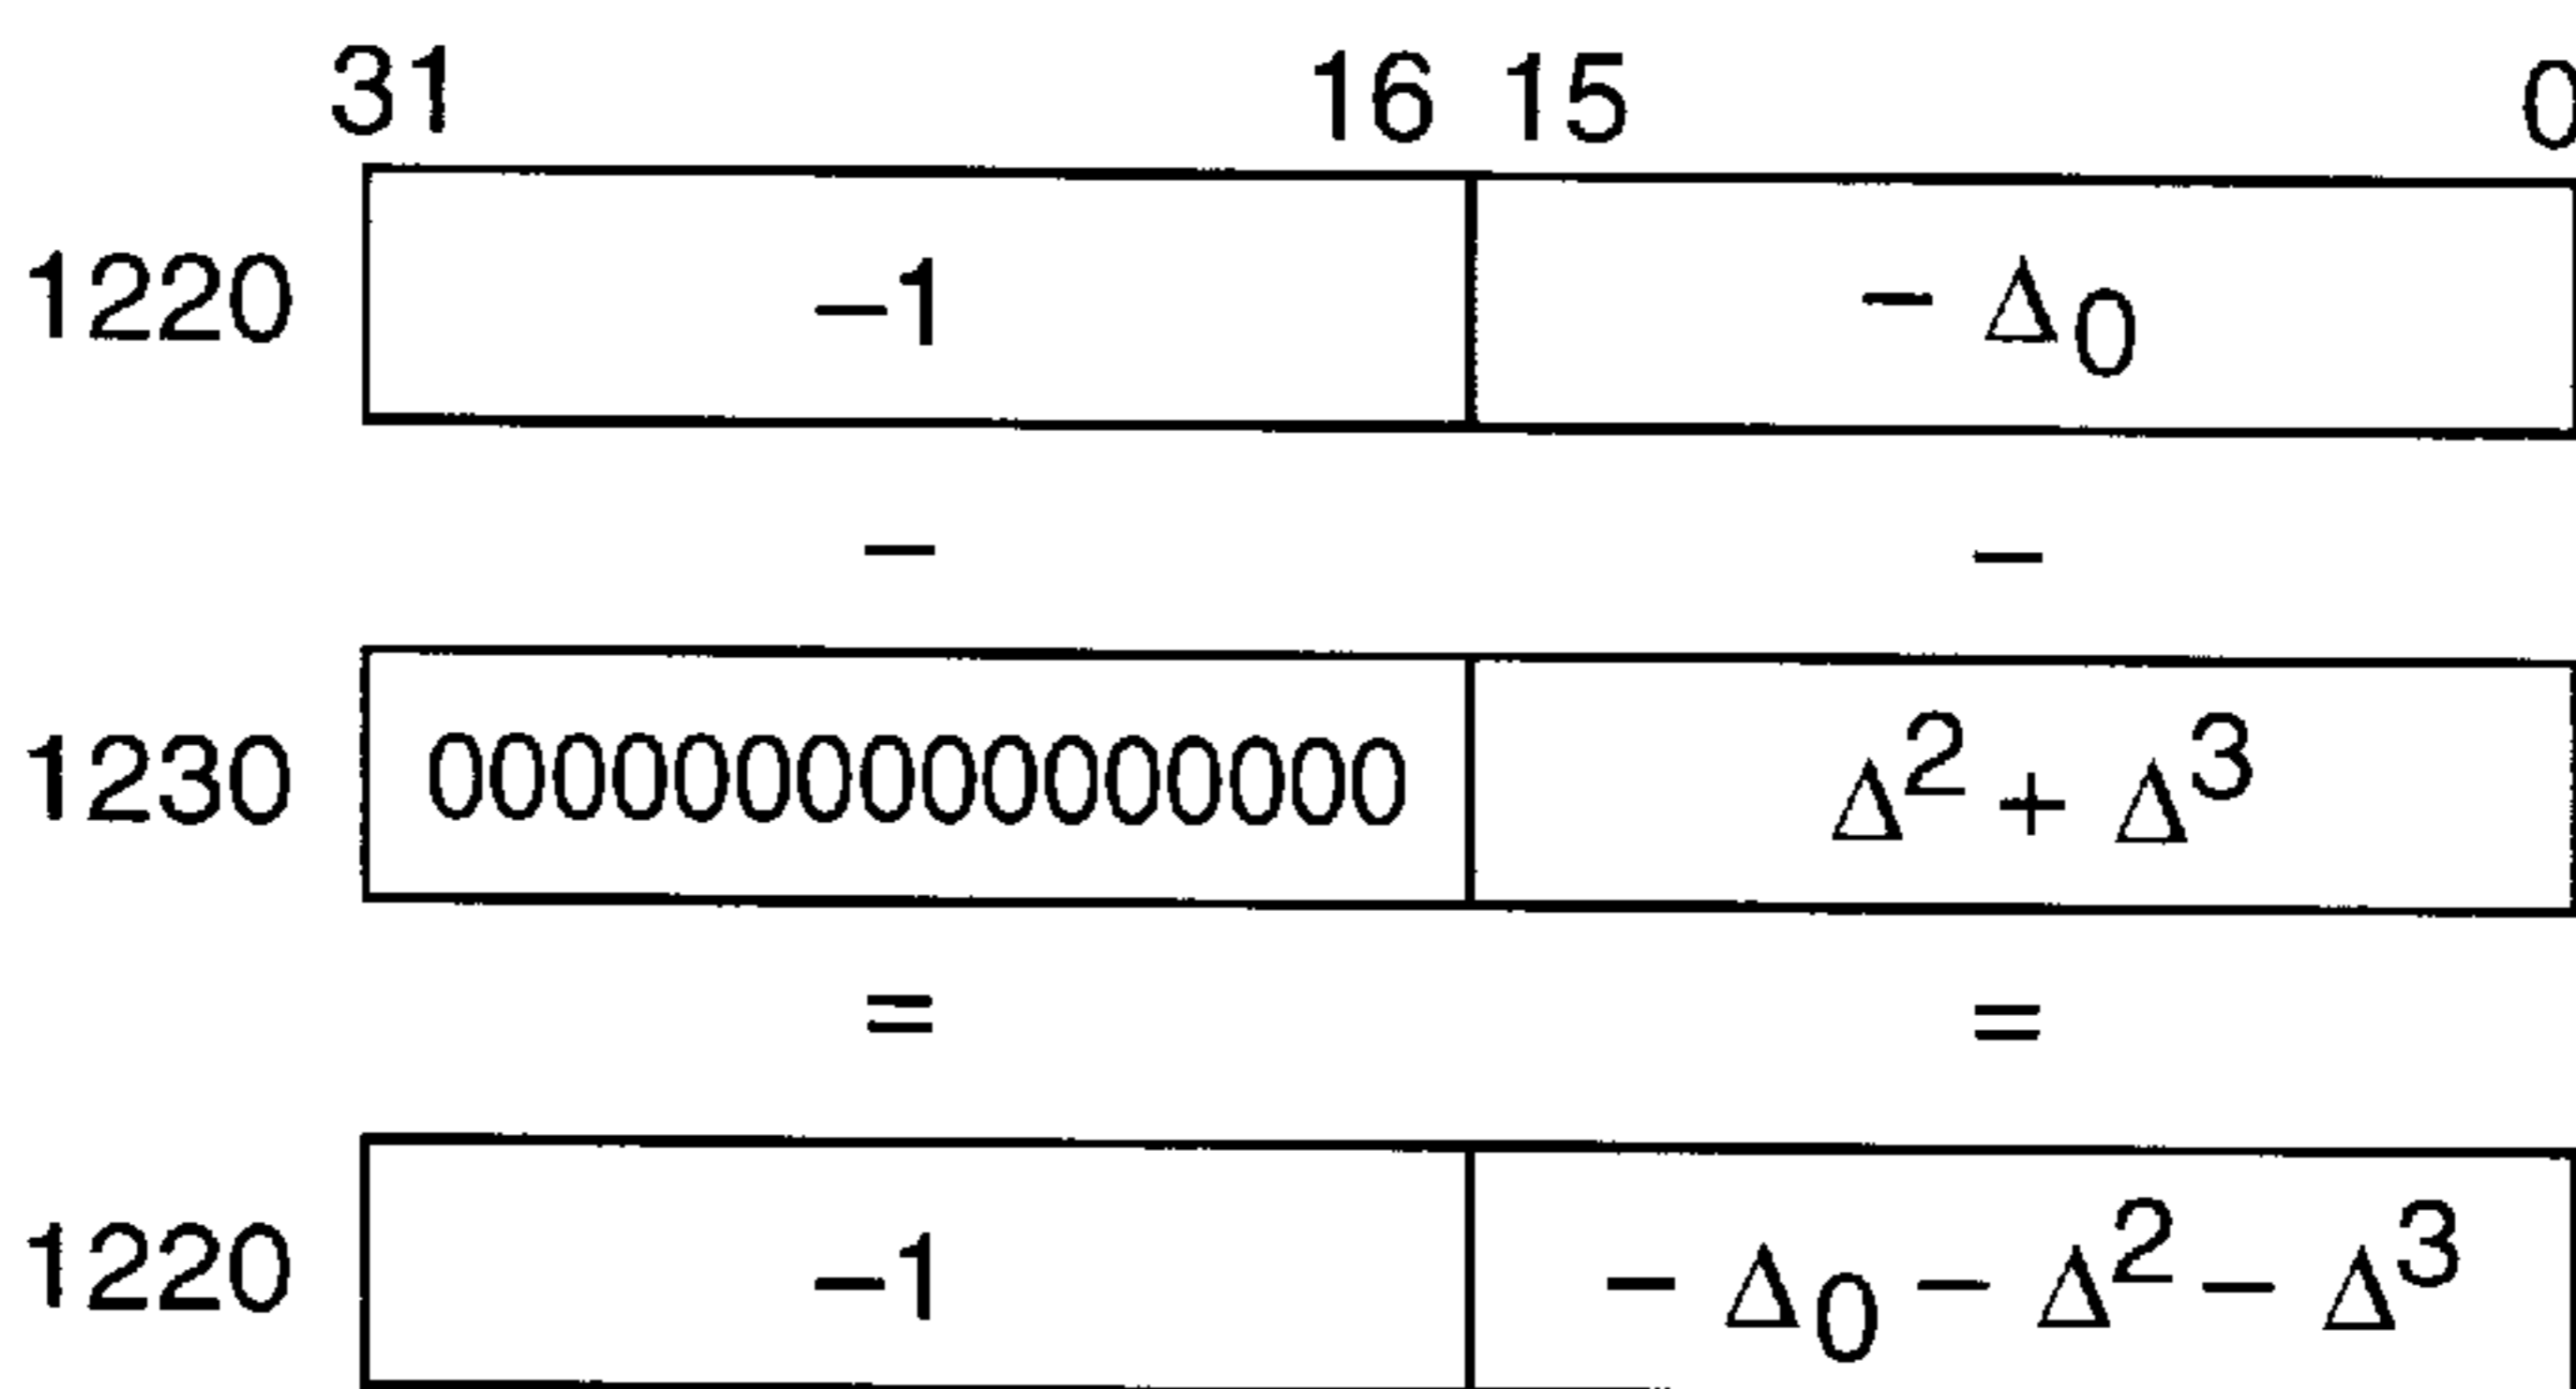 31 16 15 0
1220 –1 – Δ₀
– –
1230 0000000000000000 Δ² + Δ³
= =
1220 –1 – Δ₀ – Δ² – Δ³